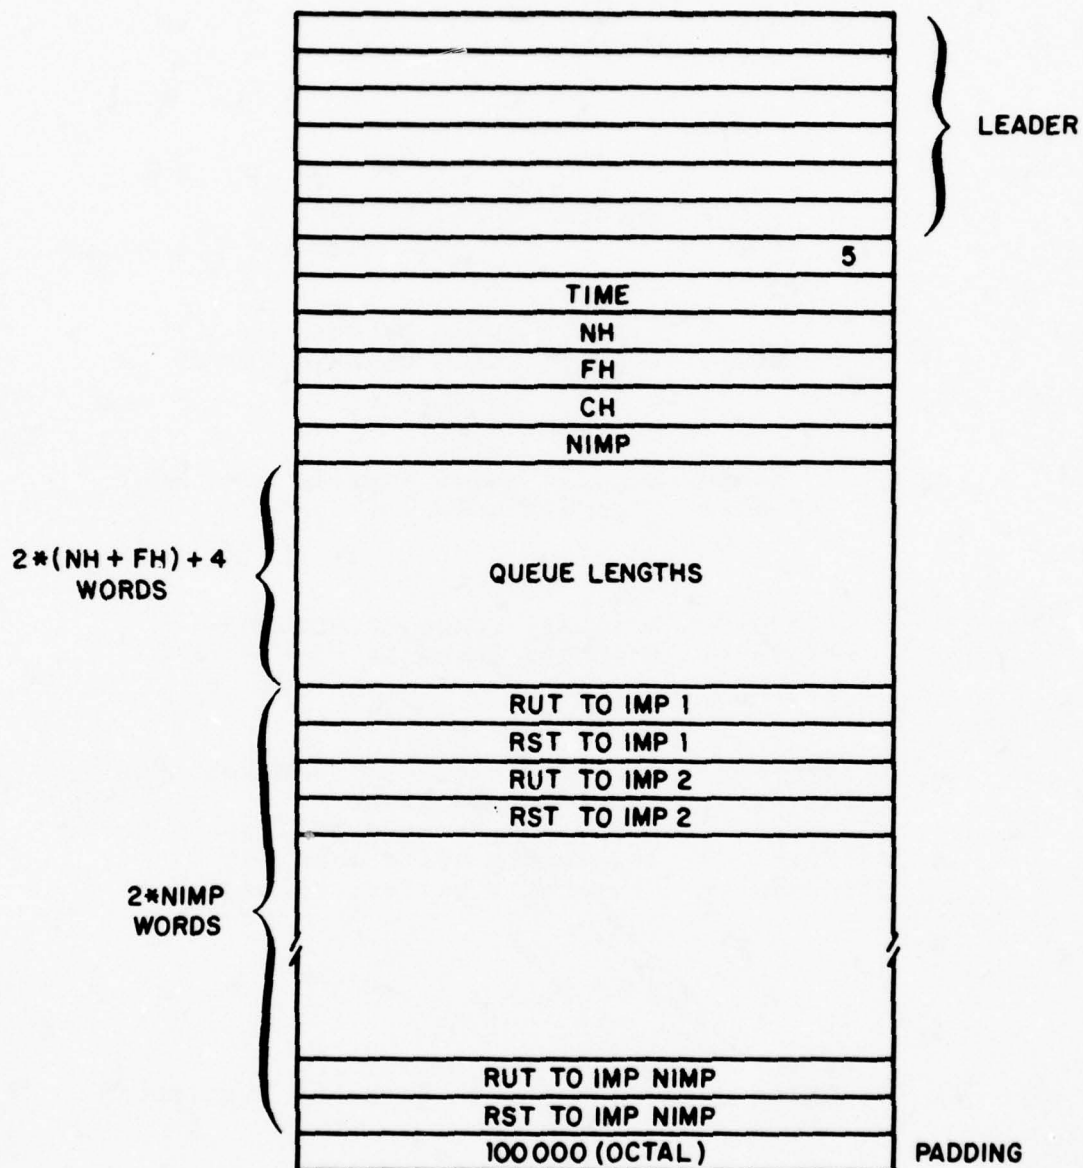 LEADER
5
TIME
NH
FH
CH
NIMP
2*(NH + FH) + 4
WORDS
QUEUE LENGTHS
RUT TO IMP 1
RST TO IMP 1
RUT TO IMP 2
RST TO IMP 2
2*NIMP
WORDS
RUT TO IMP NIMP
RST TO IMP NIMP
100000 (OCTAL) PADDING